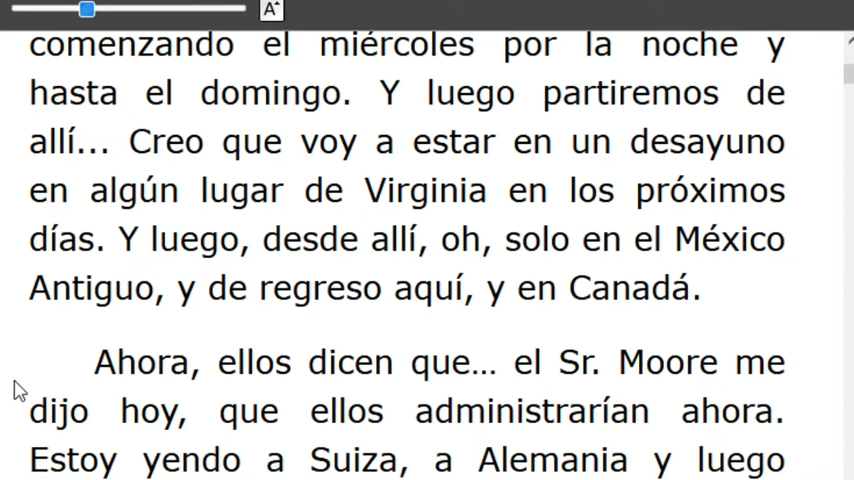 A
comenzando el miércoles por la noche y
hasta el domingo. Y luego partiremos de
allí... Creo que voy a estar en un desayuno
en algún lugar de Virginia en los próximos
días. Y luego, desde allí, oh, solo en el México
Antiguo, y de regreso aquí, y en Canadá.
Ahora, ellos dicen que... el Sr. Moore me
dijo hoy, que ellos administrarían ahora.
Estoy yendo a Suiza, a Alemania y luego